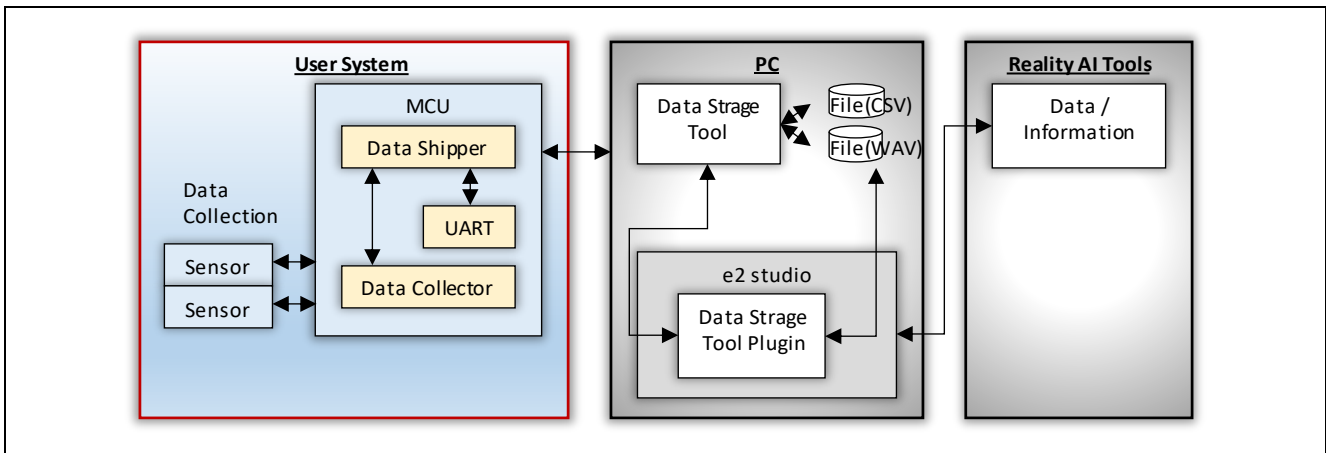 User System
MCU
Data Shipper
UART
Data Collector
Data
Collection
Sensor
Sensor
PC
Data Strage
Tool
File(CSV)
File(WAV)
e2 studio
Data Strage
Tool Plugin
Reality AI Tools
Data /
Information